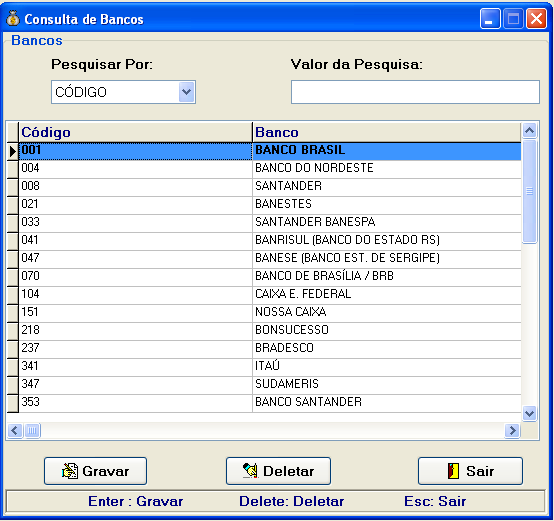 Consulta de Bancos
Bancos
Pesquisar Por: Valor da Pesquisa:
CÓDIGO
Código Banco
001 BANCO BRASIL
004 BANCO DO NORDESTE
008 SANTANDER
021 BANESTES
033 SANTANDER BANESPA
041 BANRISUL (BANCO DO ESTADO RS)
047 BANESE (BANCO EST. DE SERGIPE)
070 BANCO DE BRASÍLIA / BRB
104 CAIXA E. FEDERAL
151 NOSSA CAIXA
218 BONSUCESSO
237 BRADESCO
341 ITAÚ
347 SUDAMERIS
353 BANCO SANTANDER
Gravar Deletar Sair
Enter : Gravar Delete: Deletar Esc: Sair